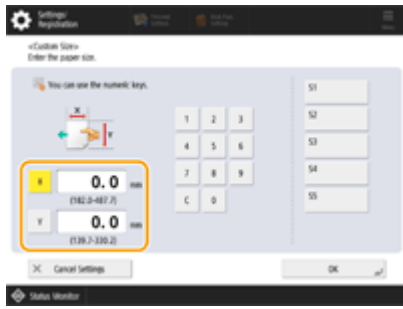 Settings/
Registration
<Custom Size>
Enter the paper size.
You can use the numeric keys.
X
Y
1 2 3
4 5 6
7 8 9
C 0
X 0. 0 mm
(182.0-487.7)
Y 0. 0 mm
(139.7-330.2)
S1
S2
S3
S4
S5
Cancel Settings
OK
Status Monitor